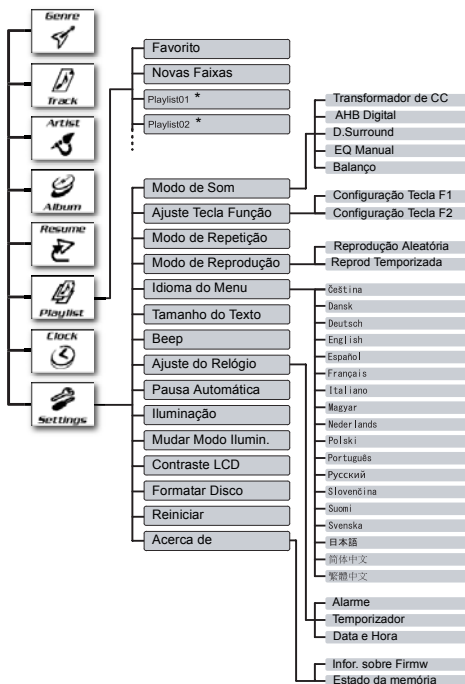 Genre
Track
Artist
Album
Resume
Playlist
Clock
Settings
Favorito
Novas Faixas
Playlist01 *
Playlist02 *
Modo de Som
Ajuste Tecla Função
Modo de Repetição
Modo de Reprodução
Idioma do Menu
Tamanho do Texto
Beep
Ajuste do Relógio
Pausa Automática
Iluminação
Mudar Modo Ilumin.
Contraste LCD
Formatar Disco
Reiniciar
Acerca de
Transformador de CC
AHB Digital
D.Surround
EQ Manual
Balanço
Configuração Tecla F1
Configuração Tecla F2
Reprodução Aleatória
Reprod Temporizada
Čeština
Dansk
Deutsch
English
Español
Français
Italiano
Magyar
Nederlands
Polski
Português
Русский
Slovenčina
Suomi
Svenska
日本語
简体中文
繁體中文
Alarme
Temporizador
Data e Hora
Infor. sobre Firmw
Estado da memória